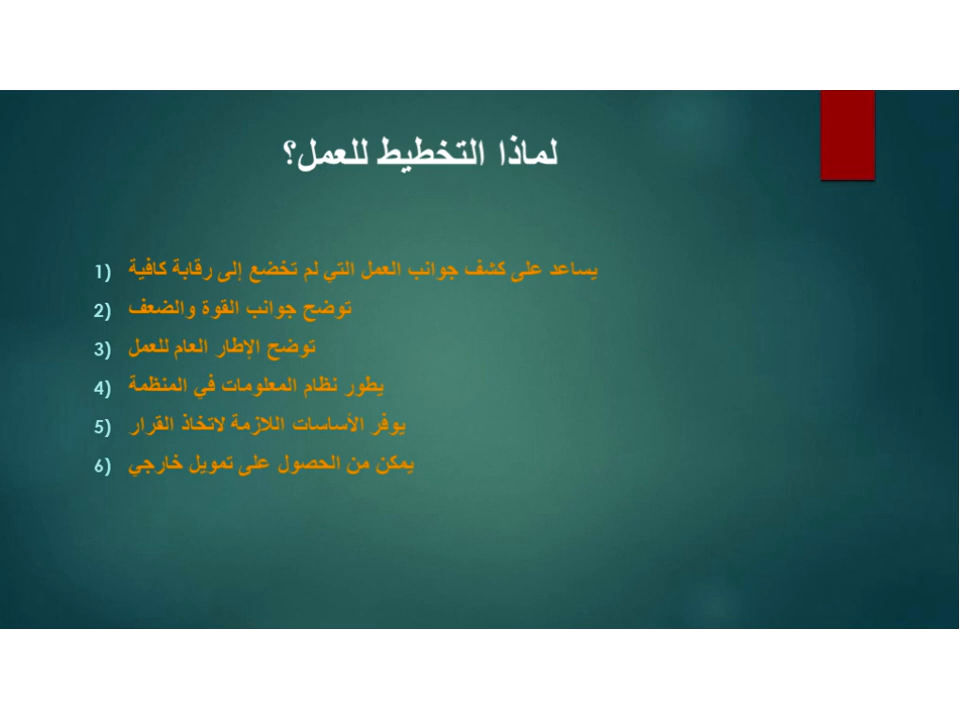 لماذا التخطيط للعمل؟
1) يساعد على كشف جوانب العمل التي لم تخضع إلى رقابة كافية
2) توضح جوانب القوة والضعف
3) توضح الإطار العام للعمل
4) يطور نظام المعلومات في المنظمة
5) يوفر الأساسات اللازمة لاتخاذ القرار
6) يمكن من الحصول على تمويل خارجي